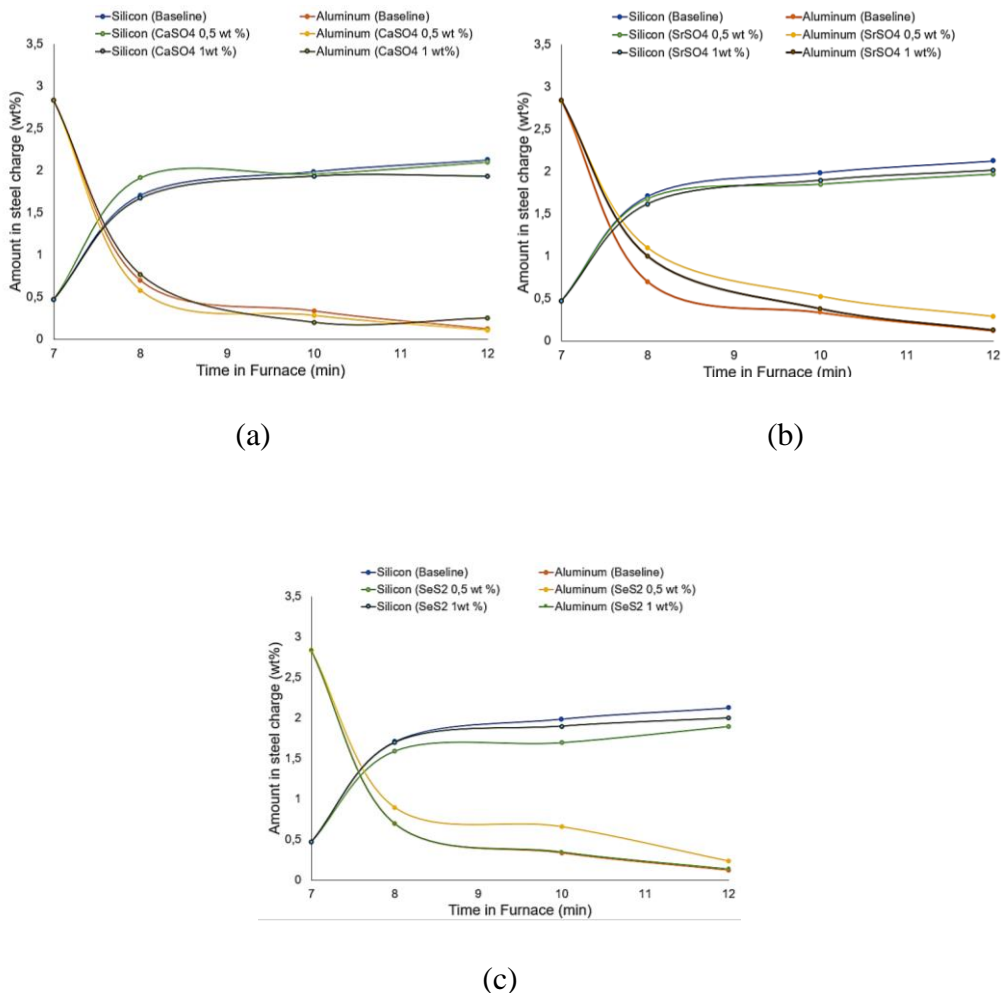 Silicon (Baseline) Aluminum (Baseline)
Silicon (CaSO4 0,5 wt %) Aluminum (CaSO4 0,5 wt %)
Silicon (CaSO4 1wt %) Aluminum (CaSO4 1 wt%)
3,5
3
2,5
2
1,5
1
0,5
0
Amount in steel charge (wt%)
7 8 9 10 11 12
Time in Furnace (min)
(a)
Silicon (Baseline) Aluminum (Baseline)
Silicon (SrSO4 0,5 wt %) Aluminum (SrSO4 0,5 wt %)
Silicon (SrSO4 1wt %) Aluminum (SrSO4 1 wt%)
3,5
3
2,5
2
1,5
1
0,5
0
Amount in steel charge (wt%)
7 8 9 10 11 12
Time in Furnace (min)
(b)
Silicon (Baseline) Aluminum (Baseline)
Silicon (SeS2 0,5 wt %) Aluminum (SeS2 0,5 wt %)
Silicon (SeS2 1wt %) Aluminum (SeS2 1 wt%)
3,5
3
2,5
2
1,5
1
0,5
0
Amount in steel charge (wt%)
7 8 9 10 11 12
Time in Furnace (min)
(c)